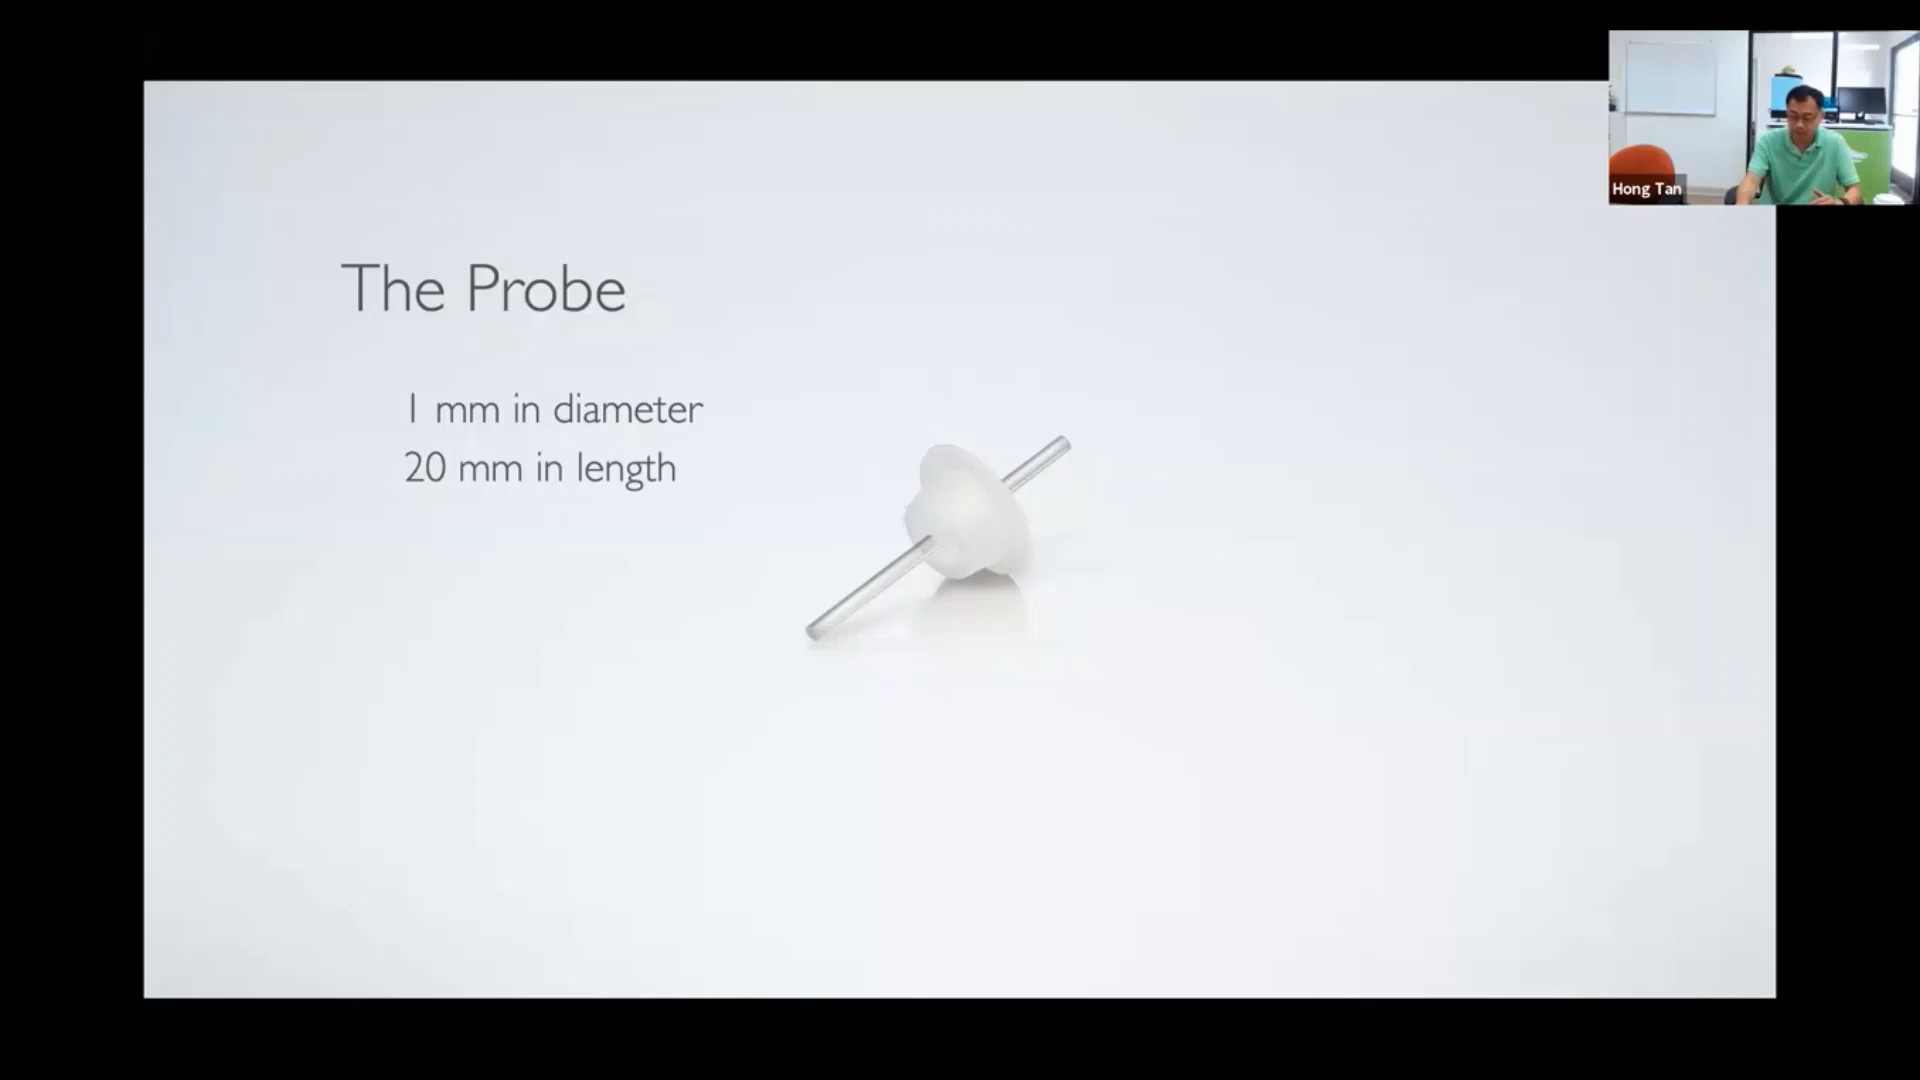 The Probe
1 mm in diameter
20 mm in length
Hong Tan